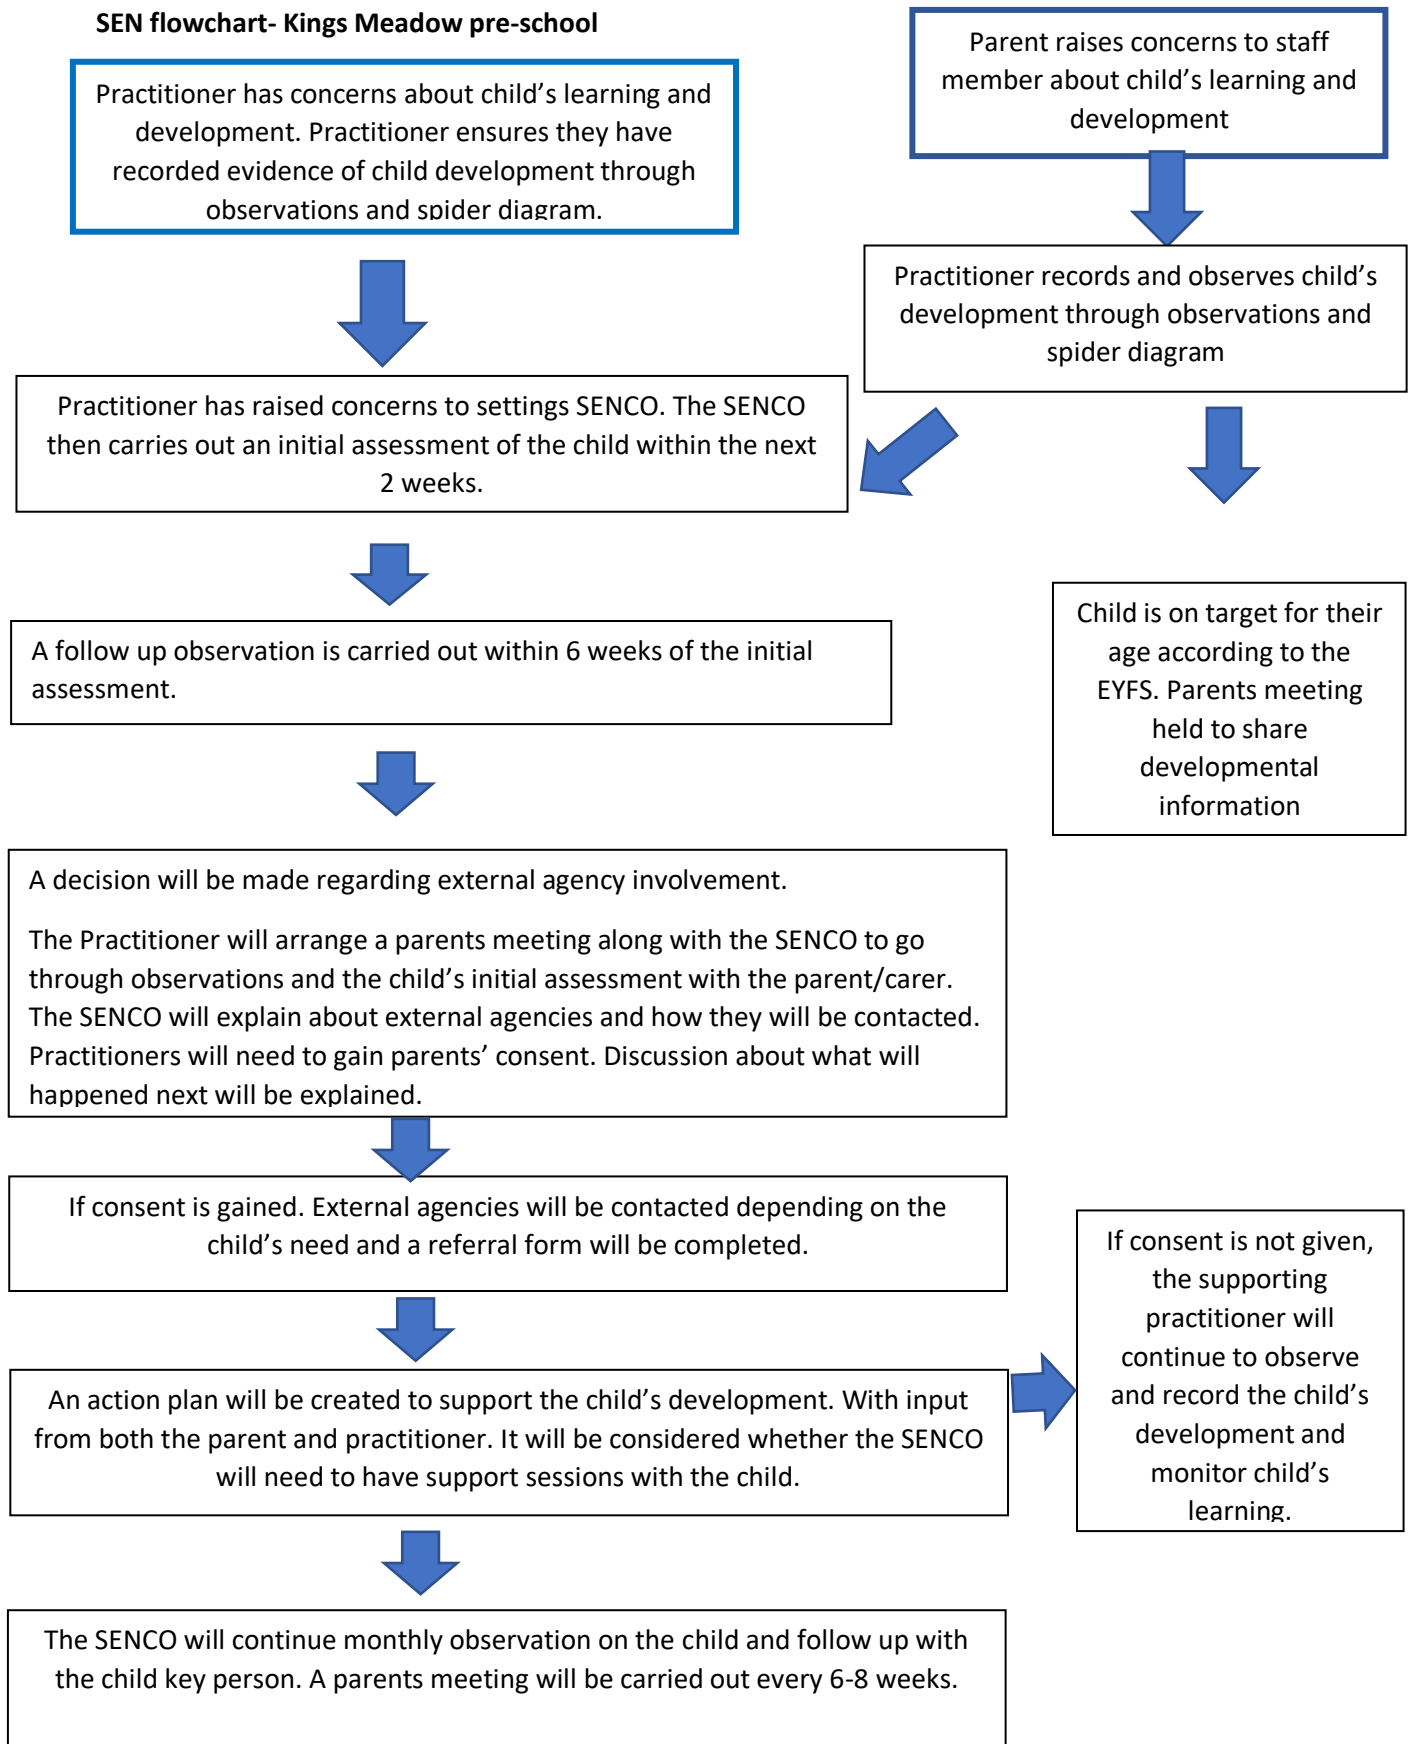 SEN flowchart- Kings Meadow pre-school
Practitioner has concerns about child’s learning and
development. Practitioner ensures they have
recorded evidence of child development through
observations and spider diagram.
Parent raises concerns to staff
member about child’s learning and
development
Practitioner records and observes child’s
development through observations and
spider diagram
Practitioner has raised concerns to settings SENCO. The SENCO
then carries out an initial assessment of the child within the next
2 weeks.
A follow up observation is carried out within 6 weeks of the initial
assessment.
Child is on target for their
age according to the
EYFS. Parents meeting
held to share
developmental
information
A decision will be made regarding external agency involvement.
The Practitioner will arrange a parents meeting along with the SENCO to go
through observations and the child’s initial assessment with the parent/carer.
The SENCO will explain about external agencies and how they will be contacted.
Practitioners will need to gain parents’ consent. Discussion about what will
happened next will be explained.
If consent is gained. External agencies will be contacted depending on the
child’s need and a referral form will be completed.
If consent is not given,
the supporting
practitioner will
continue to observe
and record the child’s
development and
monitor child’s
learning.
An action plan will be created to support the child’s development. With input
from both the parent and practitioner. It will be considered whether the SENCO
will need to have support sessions with the child.
The SENCO will continue monthly observation on the child and follow up with
the child key person. A parents meeting will be carried out every 6-8 weeks.